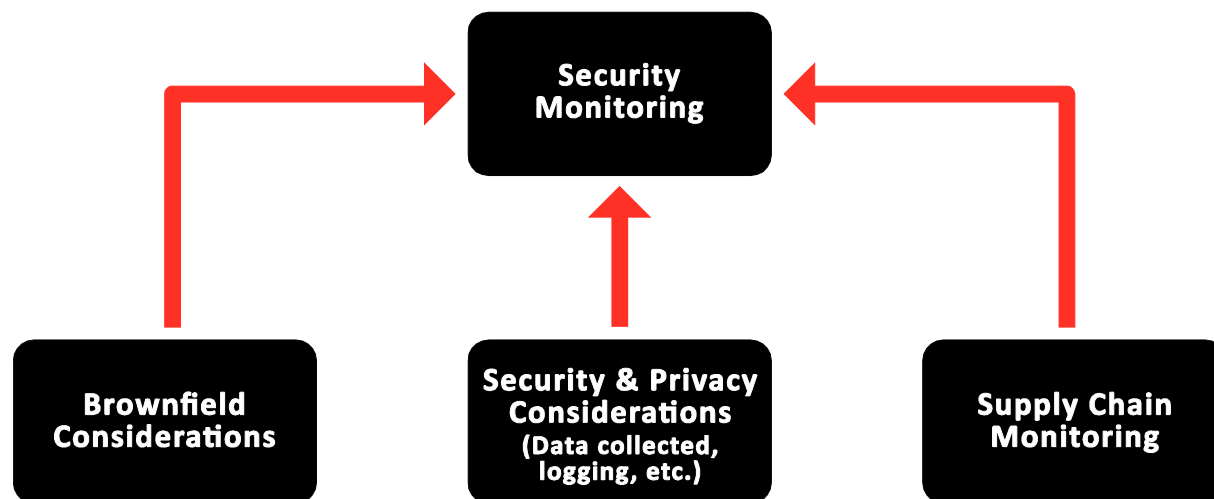 Security
Monitoring
Brownfield
Considerations
Security & Privacy
Considerations
(Data collected,
logging, etc.)
Supply Chain
Monitoring